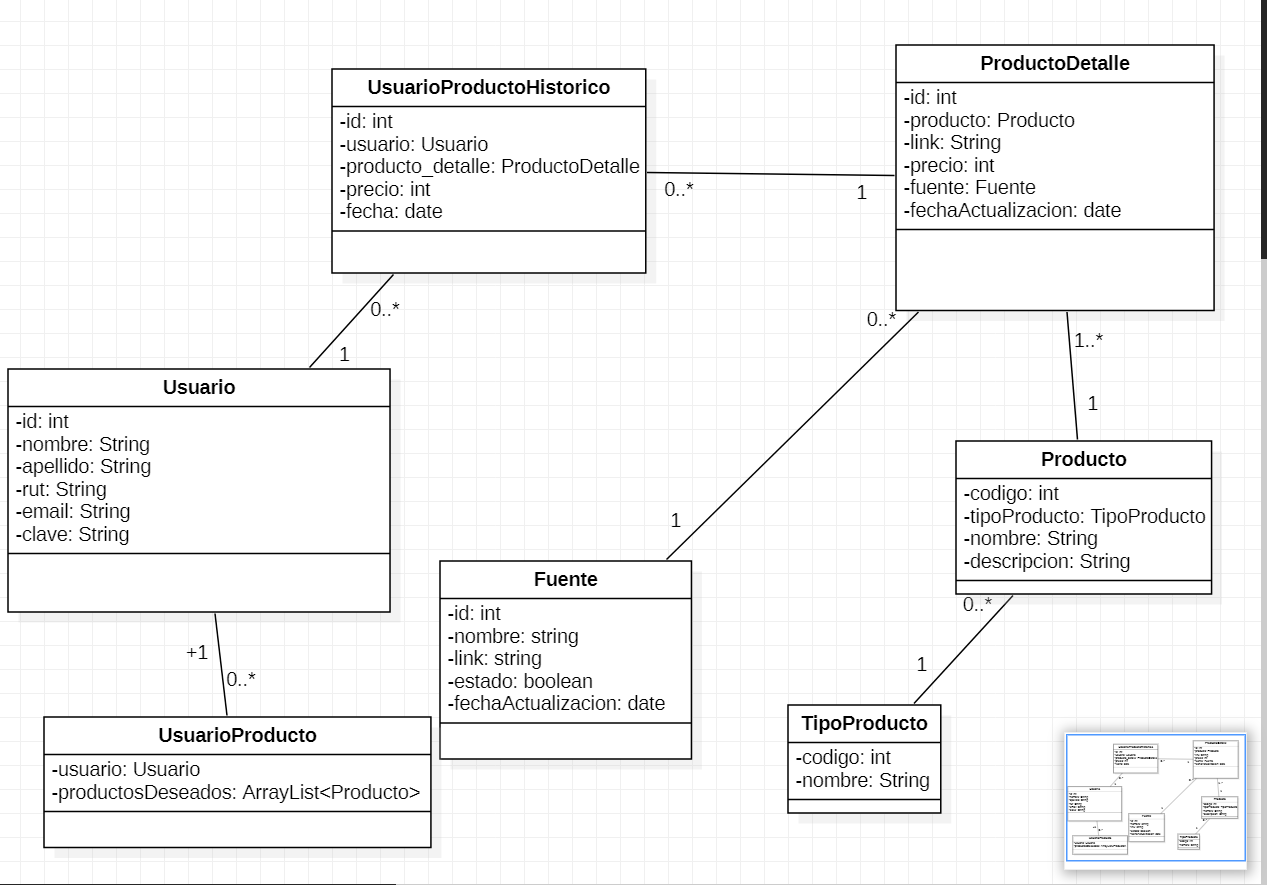 UsuarioProductoHistorico
-id: int
-usuario: Usuario
-producto_detalle: ProductoDetalle
-precio: int
-fecha: date
ProductoDetalle
-id: int
-producto: Producto
-link: String
-precio: int
-fuente: Fuente
-fechaActualizacion: date
0..*
1
0..*
1
0..*
1
1..*
1
Usuario
-id: int
-nombre: String
-apellido: String
-rut: String
-email: String
-clave: String
Producto
-codigo: int
-tipoProducto: TipoProducto
-nombre: String
-descripcion: String
Fuente
-id: int
-nombre: string
-link: string
-estado: boolean
-fechaActualizacion: date
+1
0..*
0..*
1
UsuarioProducto
-usuario: Usuario
-productosDeseados: ArrayList<Producto>
TipoProducto
-codigo: int
-nombre: String